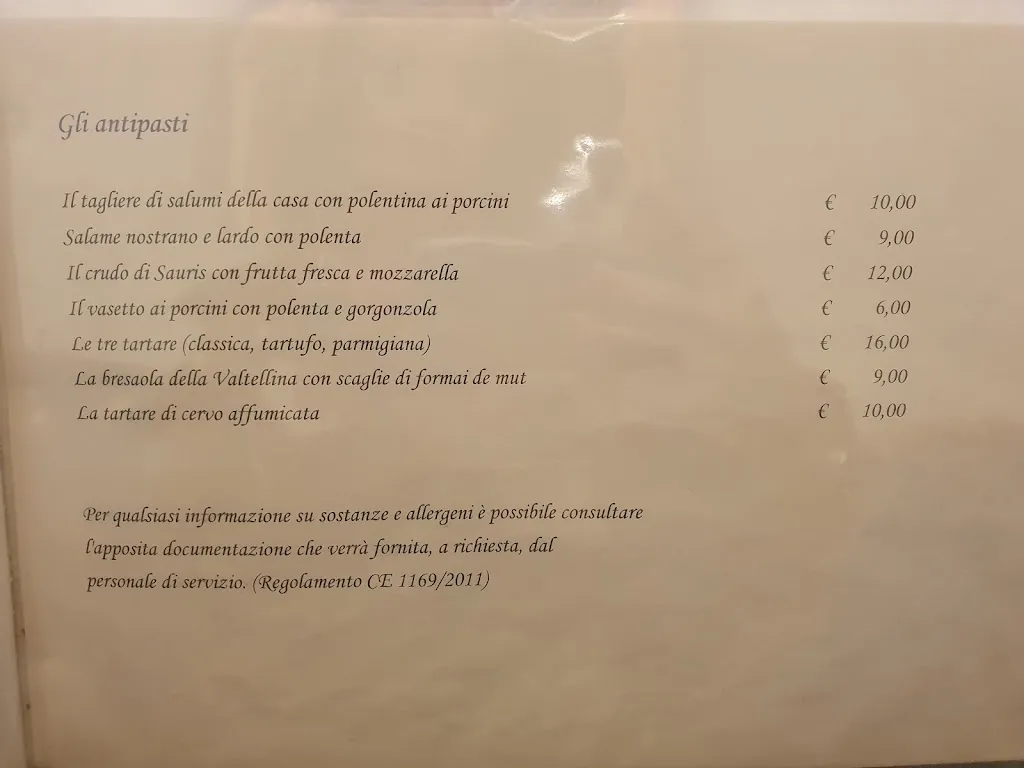 Gli antipasti
Il tagliere di salumi della casa con polentina ai porcini € 10,00
Salame nostrano e lardo con polenta € 9,00
Il crudo di Sauris con frutta fresca e mozzarella € 12,00
Il vasetto ai porcini con polenta e gorgonzola € 6,00
Le tre tartare (classica, tartufo, parmigiana) € 16,00
La bresaola della Valtellina con scaglie di formai de mut € 9,00
La tartare di cervo affumicata € 10,00
Per qualsiasi informazione su sostanze e allergeni è possibile consultare
l'apposita documentazione che verrà fornita, a richiesta, dal
personale di servizio. (Regolamento CE 1169/2011)